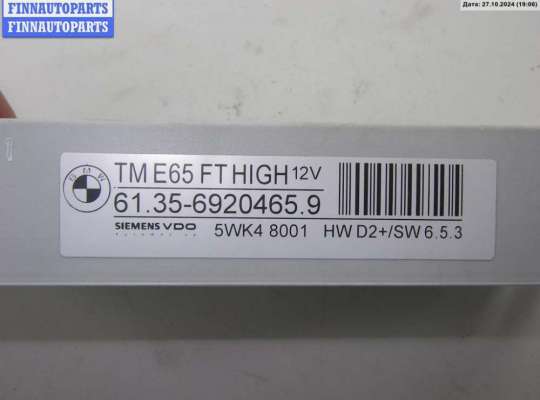 FINNAUTOPARTS
FINNAUTOPARTS
Дата: 27.10.2024 (19:06)
BMW
TM E65 FT HIGH 12V
61.35-6920465.9
SIEMENS VDO
5WK4 8001 HW D2+/SW 6.5.3